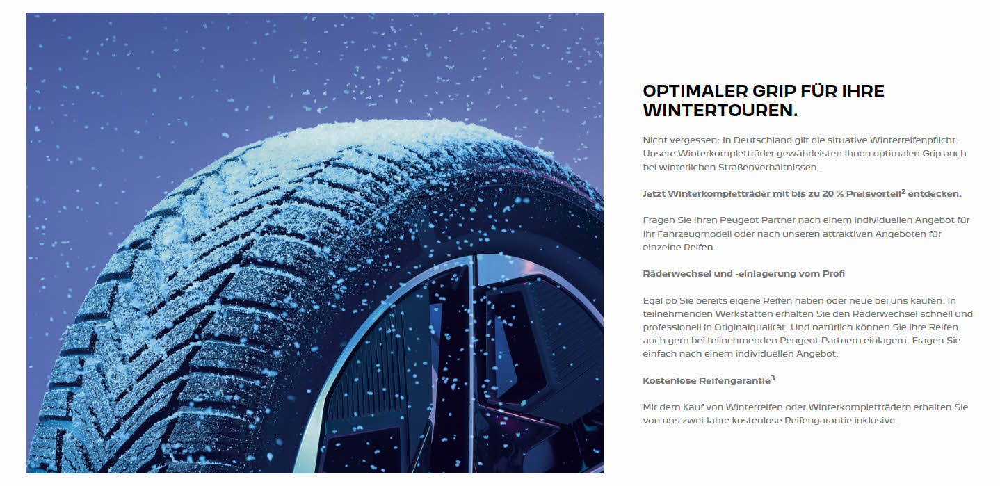 OPTIMALER GRIP FÜR IHRE
WINTERTOUREN.
Nicht vergessen: In Deutschland gilt die situative Winterreifenpflicht.
Unsere Winterkompletträder gewährleisten Ihnen optimalen Grip auch
bei winterlichen Straßenverhältnissen.
Jetzt Winterkompletträder mit bis zu 20 % Preisvorteil² entdecken.
Fragen Sie Ihren Peugeot Partner nach einem individuellen Angebot für
Ihr Fahrzeugmodell oder nach unseren attraktiven Angeboten für
einzelne Reifen.
Räderwechsel und -einlagerung vom Profi
Egal ob Sie bereits eigene Reifen haben oder neue bei uns kaufen: In
teilnehmenden Werkstätten erhalten Sie den Räderwechsel schnell und
professionell in Originalqualität. Und natürlich können Sie Ihre Reifen
auch gern bei teilnehmenden Peugeot Partnern einlagern. Fragen Sie
einfach nach einem individuellen Angebot.
Kostenlose Reifengarantie³
Mit dem Kauf von Winterreifen oder Winterkompletträdern erhalten Sie
von uns zwei Jahre kostenlose Reifengarantie inklusive.